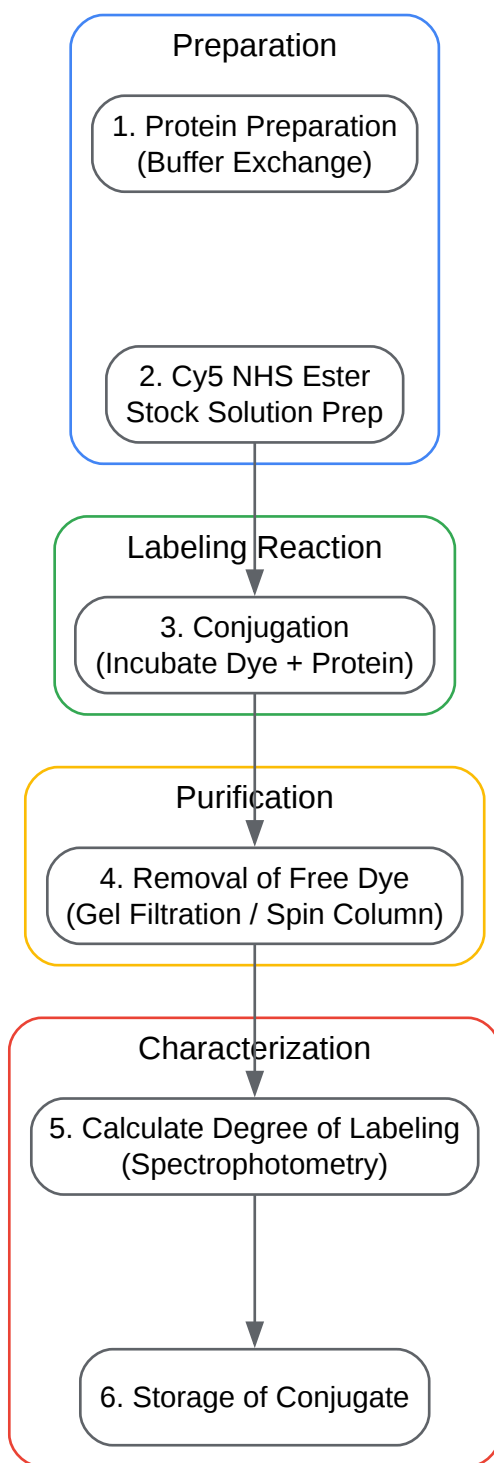 Preparation
1. Protein Preparation
(Buffer Exchange)
2. Cy5 NHS Ester
Stock Solution Prep
Labeling Reaction
3. Conjugation
(Incubate Dye + Protein)
Purification
4. Removal of Free Dye
(Gel Filtration / Spin Column)
Characterization
5. Calculate Degree of Labeling
(Spectrophotometry)
6. Storage of Conjugate